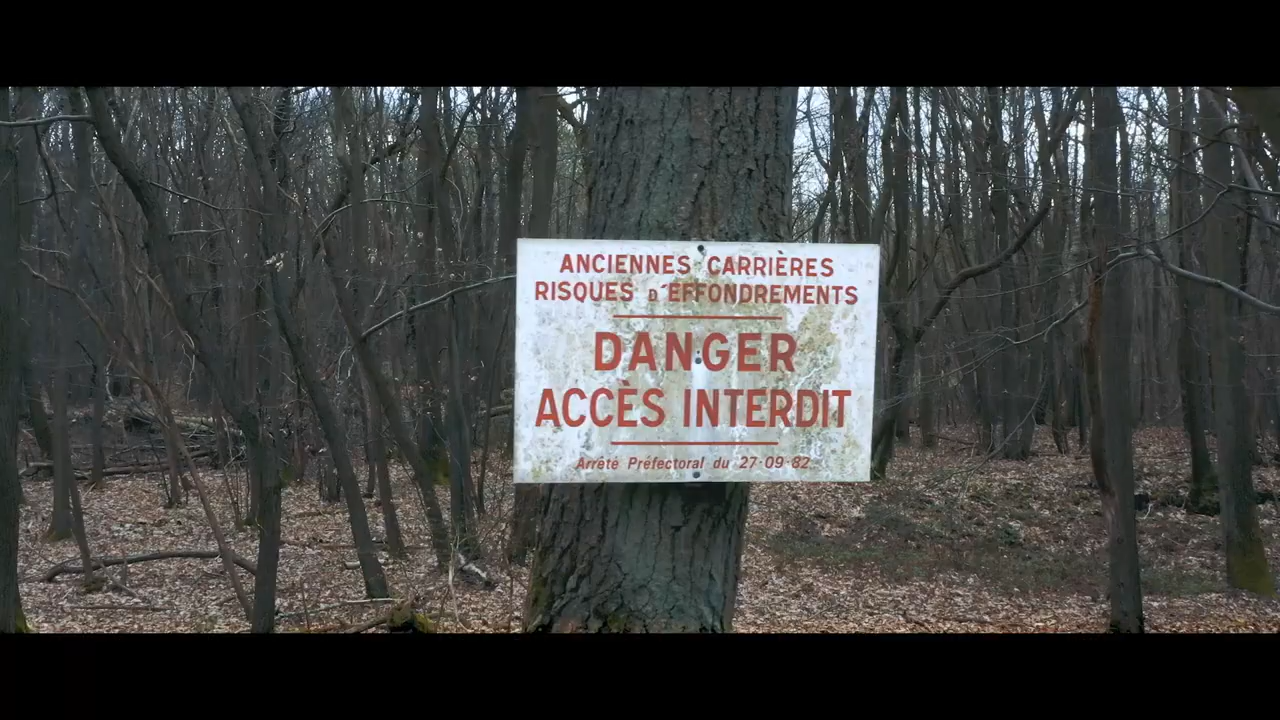 ANCIENNES CARRIÈRES
RISQUES D'EFFONDREMENTS
DANGER
ACCÈS INTERDIT
Arrêté Préfectoral du 27-09-82